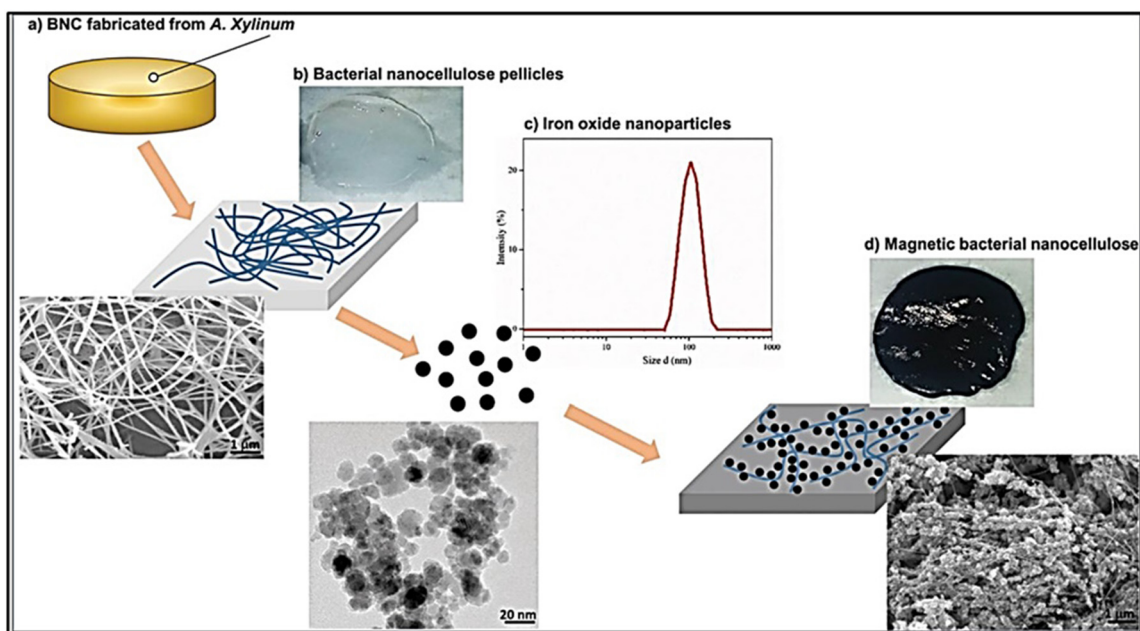 a) BNC fabricated from A. Xylinum
b) Bacterial nanocellulose pellicles
c) Iron oxide nanoparticles
20
10
0
Intensity (%)
1
10
100
1000
Size d (nm)
d) Magnetic bacterial nanocellulose
1 µm
20 nm
1 µm